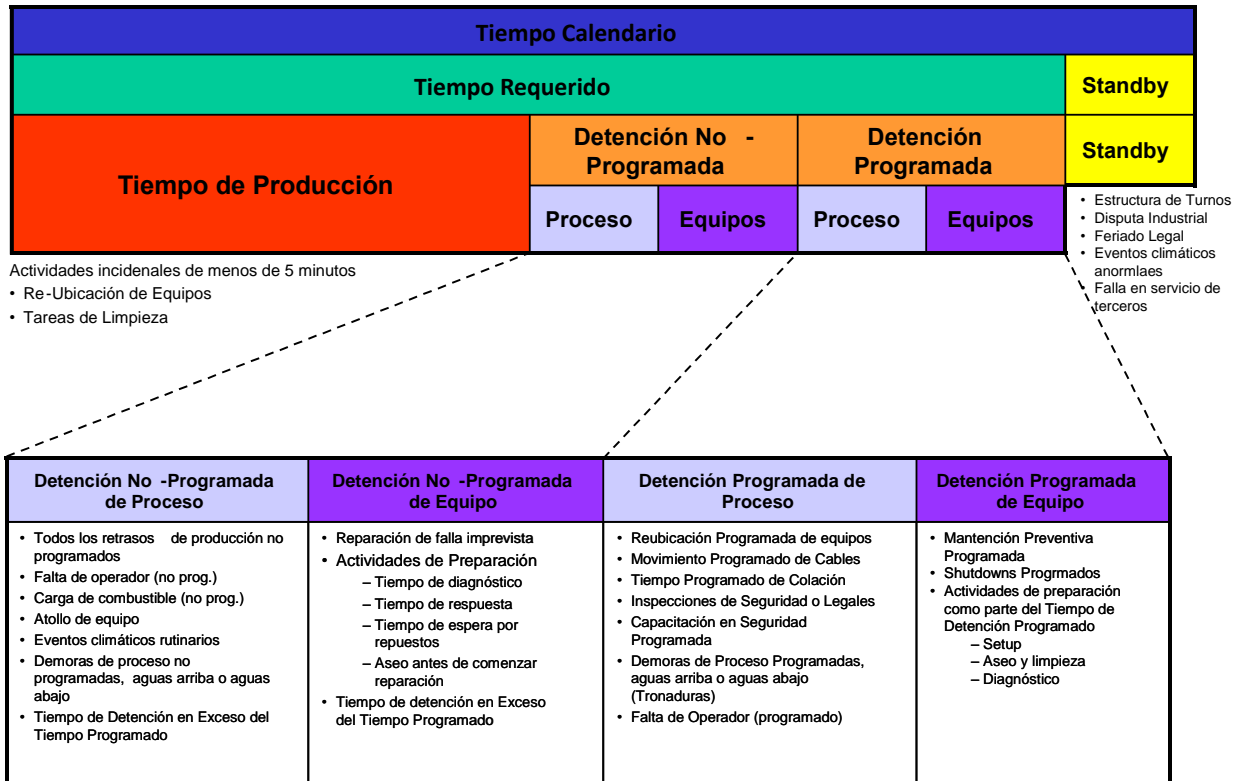 Tiempo Calendario
Tiempo Requerido
Standby
Tiempo de Producción
Detención No -
Programada
Detención
Programada
Standby
Proceso
Equipos
Proceso
Equipos
• Estructura de Turnos
• Disputa Industrial
• Feriado Legal
• Eventos climáticos
anormlaes
• Falla en servicio de
terceros
Actividades incidenales de menos de 5 minutos
• Re-Ubicación de Equipos
• Tareas de Limpieza
Detención No -Programada
de Proceso
• Todos los retrasos de producción no
programados
• Falta de operador (no prog.)
• Carga de combustible (no prog.)
• Atollo de equipo
• Eventos climáticos rutinarios
• Demoras de proceso no
programadas, aguas arriba o aguas
abajo
• Tiempo de Detención en Exceso del
Tiempo Programado
Detención No -Programada
de Equipo
• Reparación de falla imprevista
• Actividades de Preparación
– Tiempo de diagnóstico
– Tiempo de respuesta
– Tiempo de espera por
repuestos
– Aseo antes de comenzar
reparación
• Tiempo de detención en Exceso
del Tiempo Programado
Detención Programada de
Proceso
• Reubicación Programada de equipos
• Movimiento Programado de Cables
• Tiempo Programado de Colación
• Inspecciones de Seguridad o Legales
• Capacitación en Seguridad
Programada
• Demoras de Proceso Programadas,
aguas arriba o aguas abajo
(Tronaduras)
• Falta de Operador (programado)
Detención Programada
de Equipo
• Mantención Preventiva
Programada
• Shutdowns Progrmados
• Actividades de preparación
como parte del Tiempo de
Detención Programado
– Setup
– Aseo y limpieza
– Diagnóstico